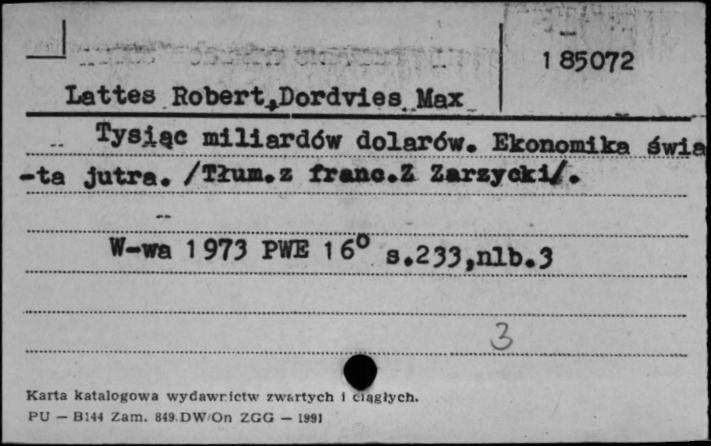 1 85072
Lattes Robert,Dordvies Max
Tysiąc miliardów dolarów. Ekonomika świa
-ta jutra. /Tłum.z franc.Z Zarzycki/.
W-wa 1973 PWE 16° s.233,nlb.3
3
Karta katalogowa wydawnictw zwartych i ciągłych.
PU — B144 Zam. 849.DW/On ZGG — 1991